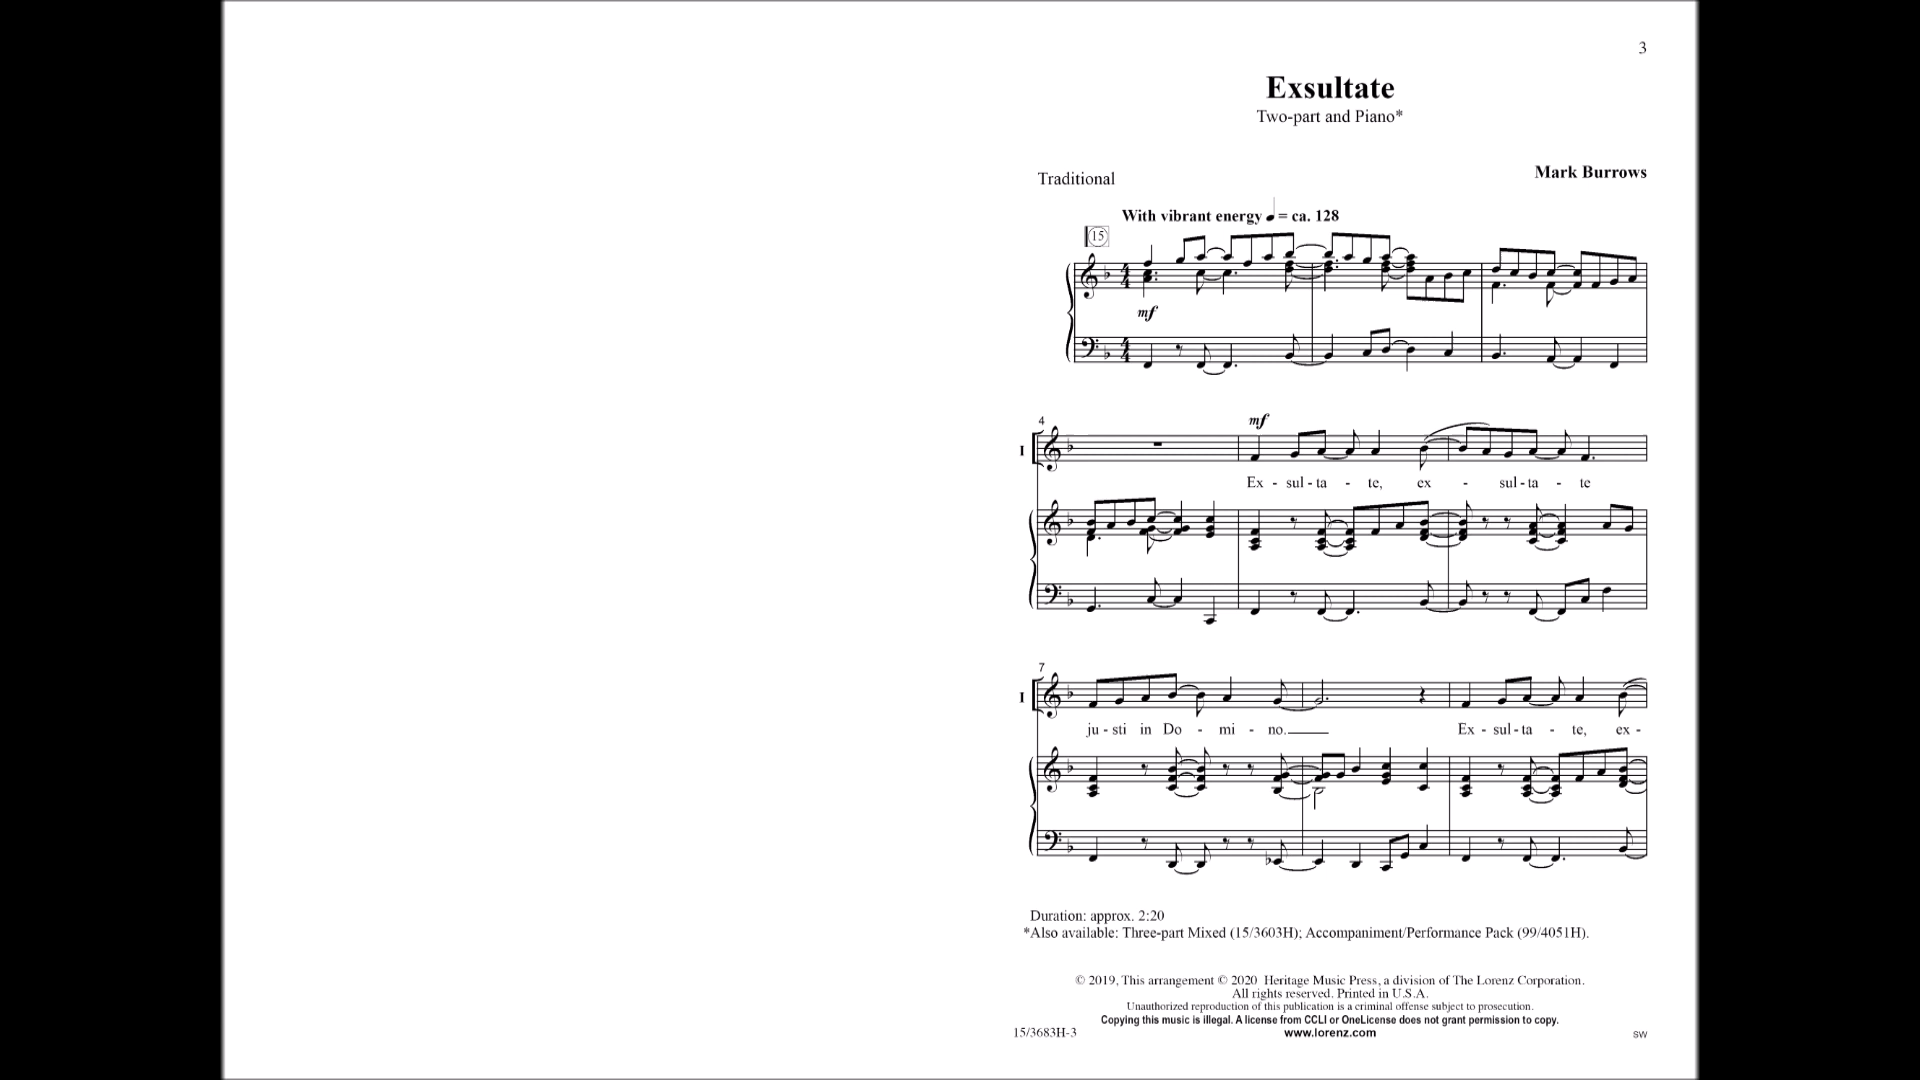 3
Exsultate
Two-part and Piano*
Mark Burrows
Traditional
With vibrant energy ♩ = ca. 128
15
mf
4
mf
I
Ex - sul - ta - te, ex - sul - ta - te
7
I
ju - sti in Do - mi - no. Ex - sul - ta - te, ex -
Duration: approx. 2:20
*Also available: Three-part Mixed (15/3603H); Accompaniment/Performance Pack (99/4051H).
© 2019, This arrangement © 2020 Heritage Music Press, a division of The Lorenz Corporation.
All rights reserved. Printed in U.S.A.
Unauthorized reproduction of this publication is a criminal offense subject to prosecution.
Copying this music is illegal. A license from CCLI or OneLicense does not grant permission to copy.
www.lorenz.com
15/3683H-3
SW